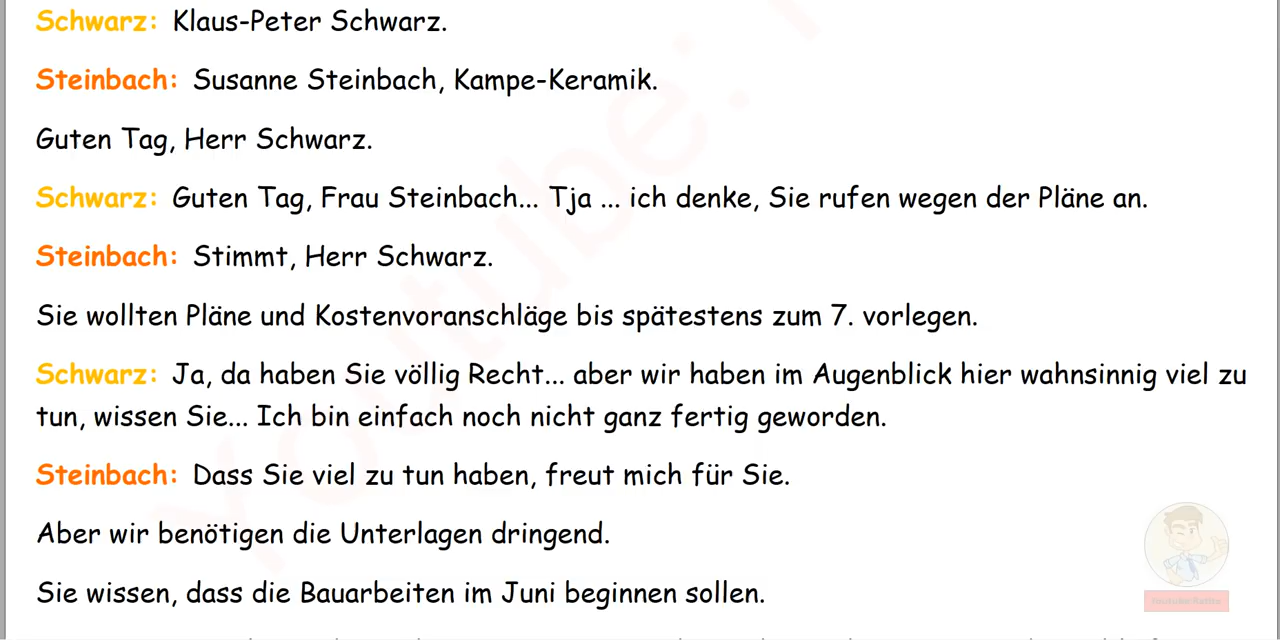 Schwarz: Klaus-Peter Schwarz.
Steinbach: Susanne Steinbach, Kampe-Keramik.
Guten Tag, Herr Schwarz.
Schwarz: Guten Tag, Frau Steinbach... Tja ... ich denke, Sie rufen wegen der Pläne an.
Steinbach: Stimmt, Herr Schwarz.
Sie wollten Pläne und Kostenvoranschläge bis spätestens zum 7. vorlegen.
Schwarz: Ja, da haben Sie völlig Recht... aber wir haben im Augenblick hier wahnsinnig viel zu
tun, wissen Sie... Ich bin einfach noch nicht ganz fertig geworden.
Steinbach: Dass Sie viel zu tun haben, freut mich für Sie.
Aber wir benötigen die Unterlagen dringend.
Sie wissen, dass die Bauarbeiten im Juni beginnen sollen.
Youtube: